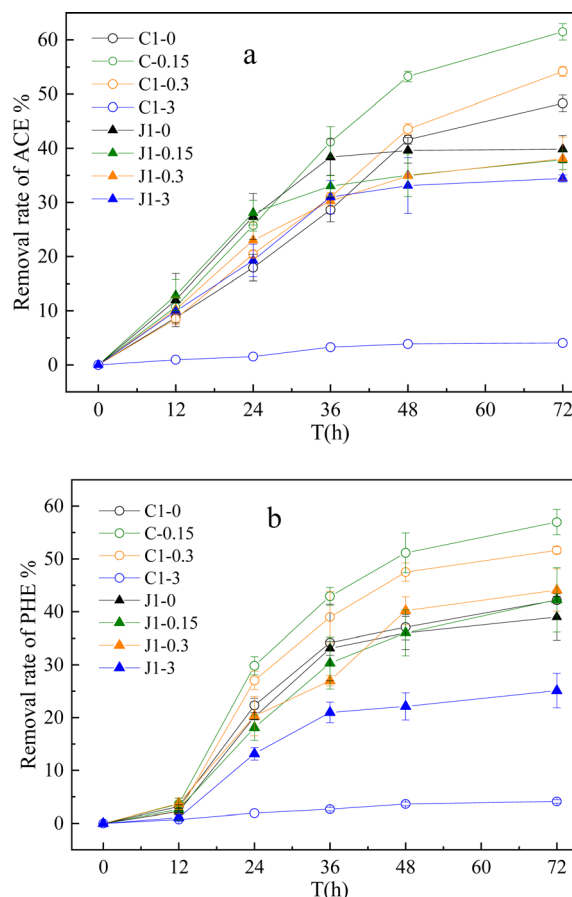 a
C1-0
C-0.15
C1-0.3
C1-3
J1-0
J1-0.15
J1-0.3
J1-3
Removal rate of ACE %
60
50
40
30
20
10
0
0 12 24 36 48 60 72
T(h)
b
C1-0
C-0.15
C1-0.3
C1-3
J1-0
J1-0.15
J1-0.3
J1-3
Removal rate of PHE %
60
50
40
30
20
10
0
0 12 24 36 48 60 72
T(h)